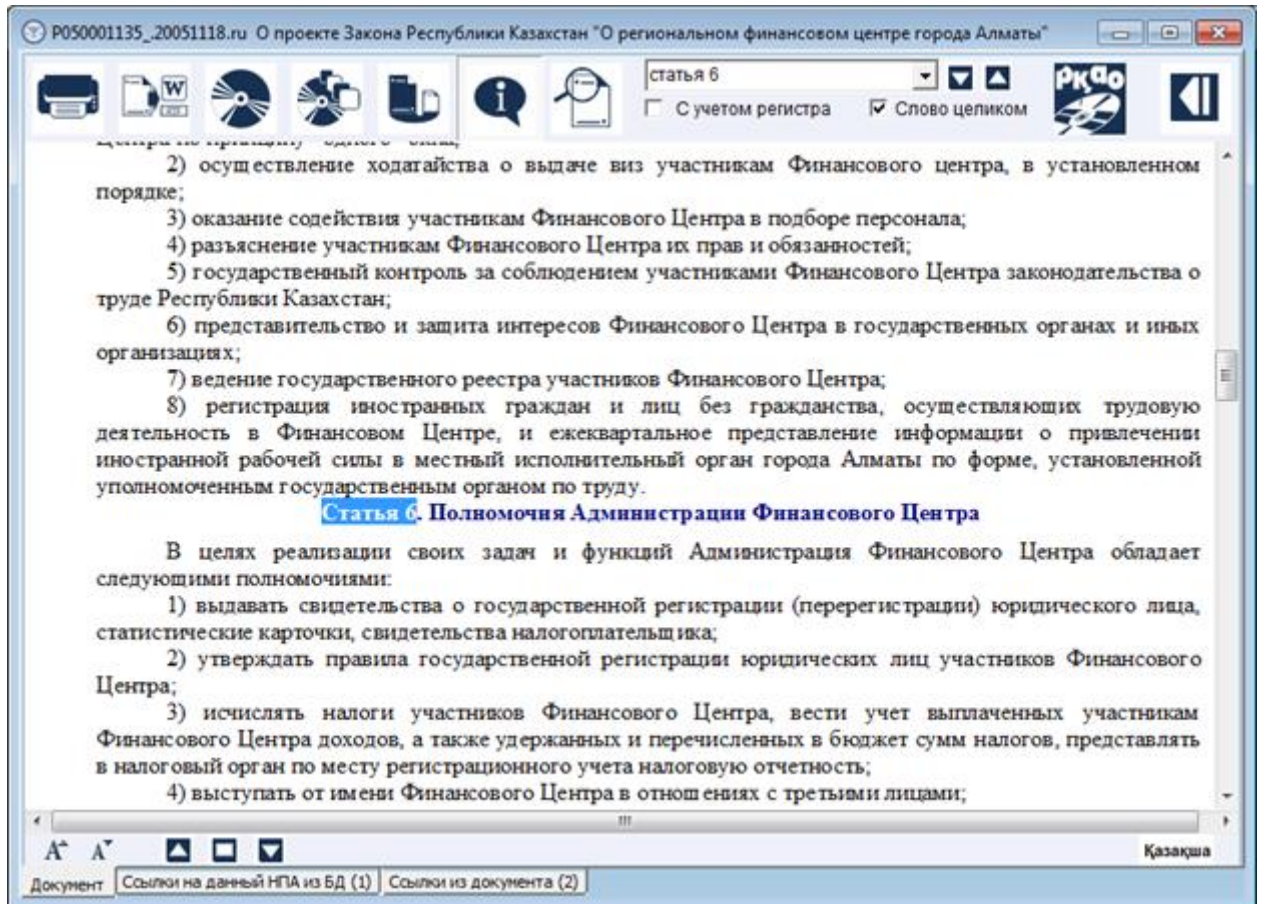 P050001135_.20051118.ru О проекте Закона Республики Казахстан "О региональном финансовом центре города Алматы"
статья 6
С учетом регистра Слово целиком
РКАО
W
2) осуществление ходатайства о выдаче виз участникам Финансового центра, в установленном
порядке;
3) оказание содействия участникам Финансового Центра в подборе персонала;
4) разъяснение участникам Финансового Центра их прав и обязанностей;
5) государственный контроль за соблюдением участниками Финансового Центра законодательства о
труде Республики Казахстан;
6) представительство и защита интересов Финансового Центра в государственных органах и иных
организациях;
7) ведение государственного реестра участников Финансового Центра;
8) регистрация иностранных граждан и лиц без гражданства, осуществляющих трудовую
деятельность в Финансовом Центре, и ежеквартальное представление информации о привлечении
иностранной рабочей силы в местный исполнительный орган города Алматы по форме, установленной
уполномоченным государственным органом по труду.
Статья 6. Полномочия Администрации Финансового Центра
В целях реализации своих задач и функций Администрация Финансового Центра обладает
следующими полномочиями:
1) выдавать свидетельства о государственной регистрации (перерегистрации) юридического лица,
статистические карточки, свидетельства налогоплательщика;
2) утверждать правила государственной регистрации юридических лиц участников Финансового
Центра;
3) исчислять налоги участников Финансового Центра, вести учет выплаченных участникам
Финансового Центра доходов, а также удержанных и перечисленных в бюджет сумм налогов, представлять
в налоговый орган по месту регистрационного учета налоговую отчетность;
4) выступать от имени Финансового Центра в отношениях с третьими лицами;
A A Қазақша
Документ Ссылки на данный НПА из БД (1) Ссылки из документа (2)